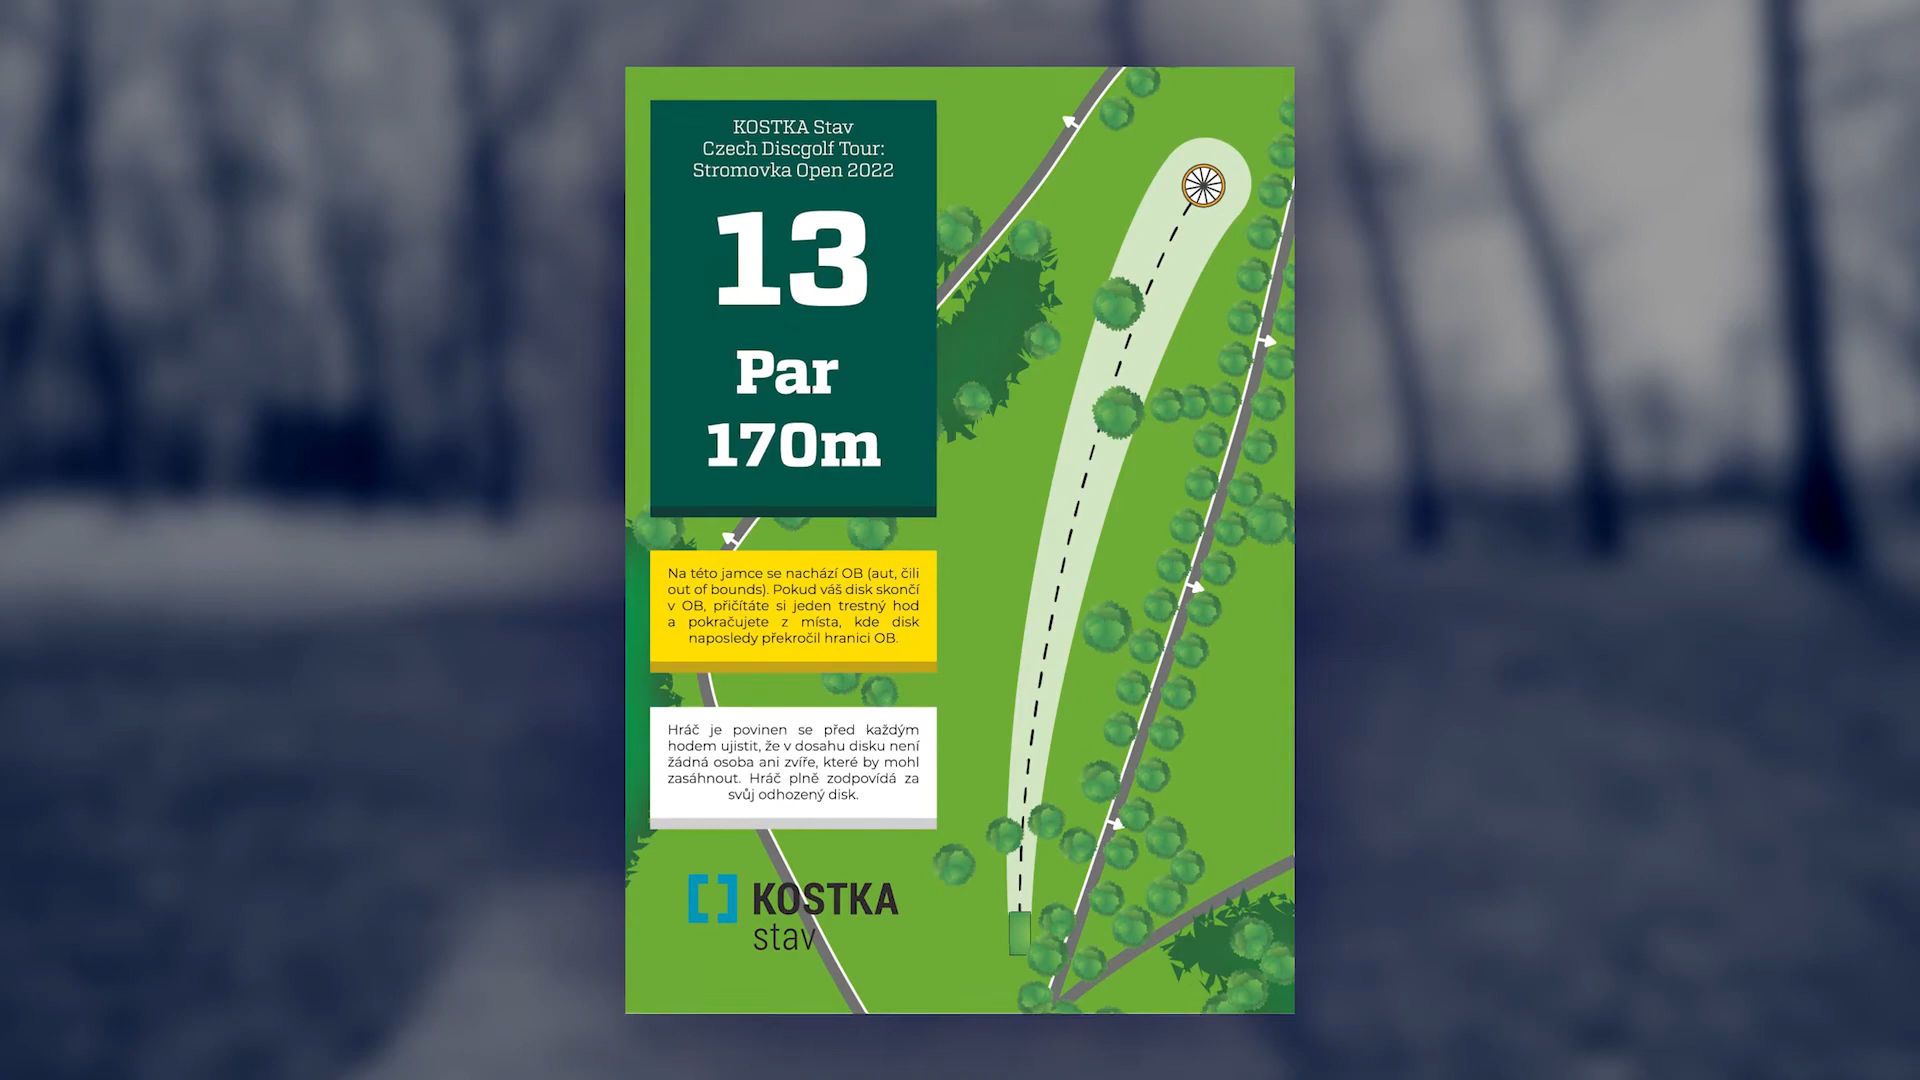 KOSTKA Stav
Czech Discgolf Tour:
Stromovka Open 2022
13
Par
170m
Na této jamce se nachází OB (aut, čili
out of bounds). Pokud váš disk skončí
v OB, přičítáte si jeden trestný hod
a pokračujete z místa, kde disk
naposledy překročil hranici OB.
Hráč je povinen se před každým
hodem ujistit, že v dosahu disku není
žádná osoba ani zvíře, které by mohl
zasáhnout. Hráč plně zodpovídá za
svůj odhozený disk.
KOSTKA
stav